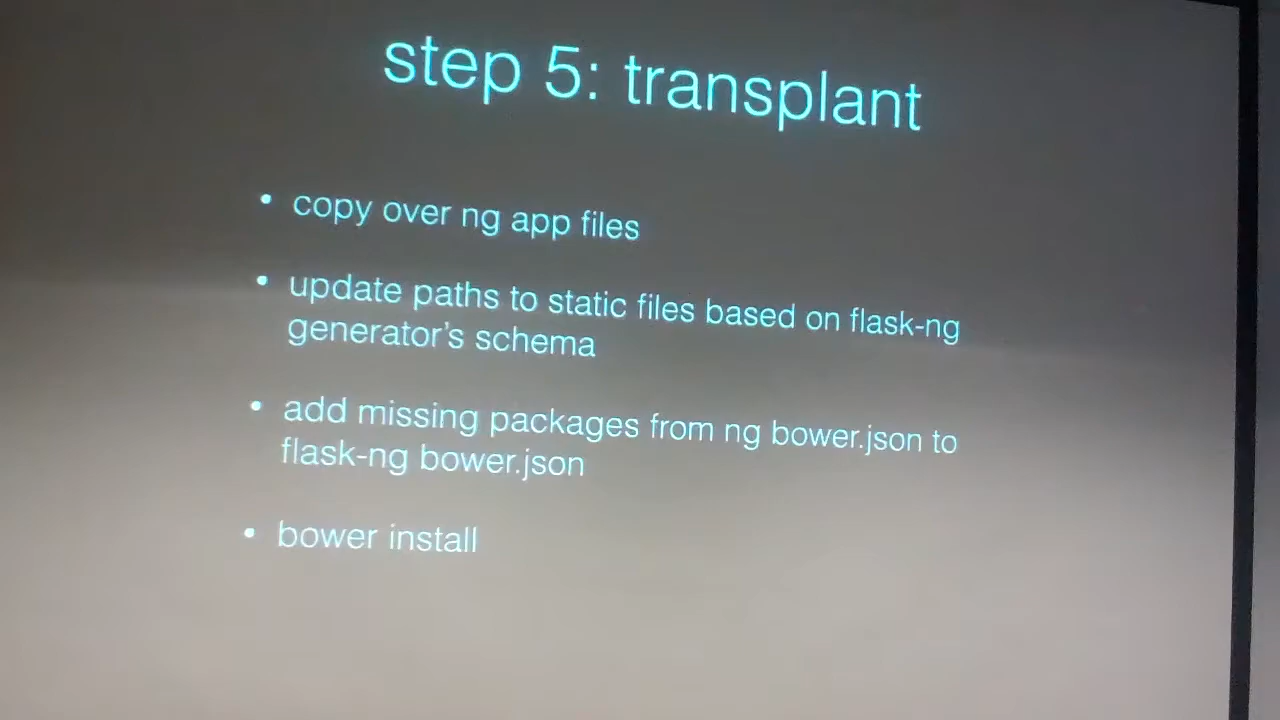 step 5: transplant
• copy over ng app files
• update paths to static files based on flask-ng
generator's schema
• add missing packages from ng bower.json to
flask-ng bower.json
• bower install